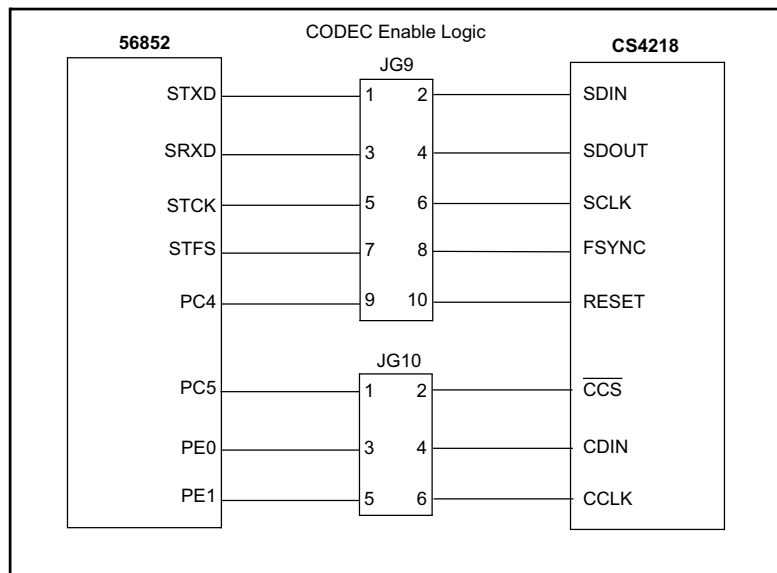 CODEC Enable Logic
56852
CS4218
JG9
STXD 1 2 SDIN
SRXD 3 4 SDOUT
STCK 5 6 SCLK
STFS 7 8 FSYNC
PC4 9 10 RESET
JG10
PC5 1 2 CCS
PE0 3 4 CDIN
PE1 5 6 CCLK